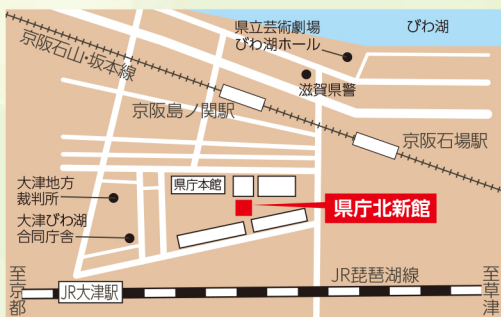 県立芸術劇場
びわ湖ホール
びわ湖
京阪石山・坂本線
滋賀県警
京阪島ノ関駅
京阪石場駅
大津地方
裁判所
県庁本館
県庁北新館
大津びわ湖
合同庁舎
至京都
JR大津駅
JR琵琶湖線
至草津